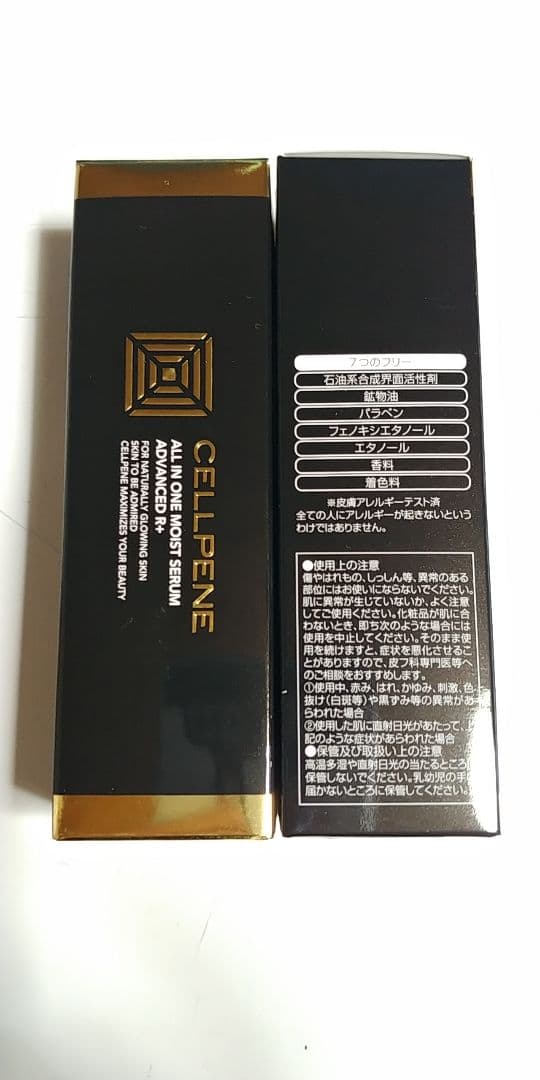 CELLPENE
ALL IN ONE MOIST SERUM
ADVANCED R+
FOR NATURALLY GLOWING SKIN
SKIN TO BE ADMIRED
CELLPENE MAXIMIZES YOUR BEAUTY
7つのフリー
石油系合成界面活性剤
鉱物油
パラベン
フェノキシエタノール
エタノール
香料
着色料
※皮膚アレルギーテスト済
全ての人にアレルギーが起きないという
わけではありません。
●使用上の注意
傷やはれもの、しっしん等、異常のある
部位にはお使いにならないでください。
肌に異常が生じていないか、よく注意
してご使用ください。化粧品が肌に合
わないとき、即ち次のような場合には
使用を中止してください。そのまま使
用を続けますと、症状を悪化させるこ
とがありますので、皮フ科専門医等へ
のご相談をおすすめします。
①使用中、赤み、はれ、かゆみ、刺激、色
抜け(白斑等)や黒ずみ等の異常があ
らわれた場合
②使用した肌に直射日光があたって、上
記のような症状があらわれた場合
●保管及び取扱い上の注意
高温多湿や直射日光の当たるところに
保管しないでください。乳幼児の手の
届かないところに保管してください。